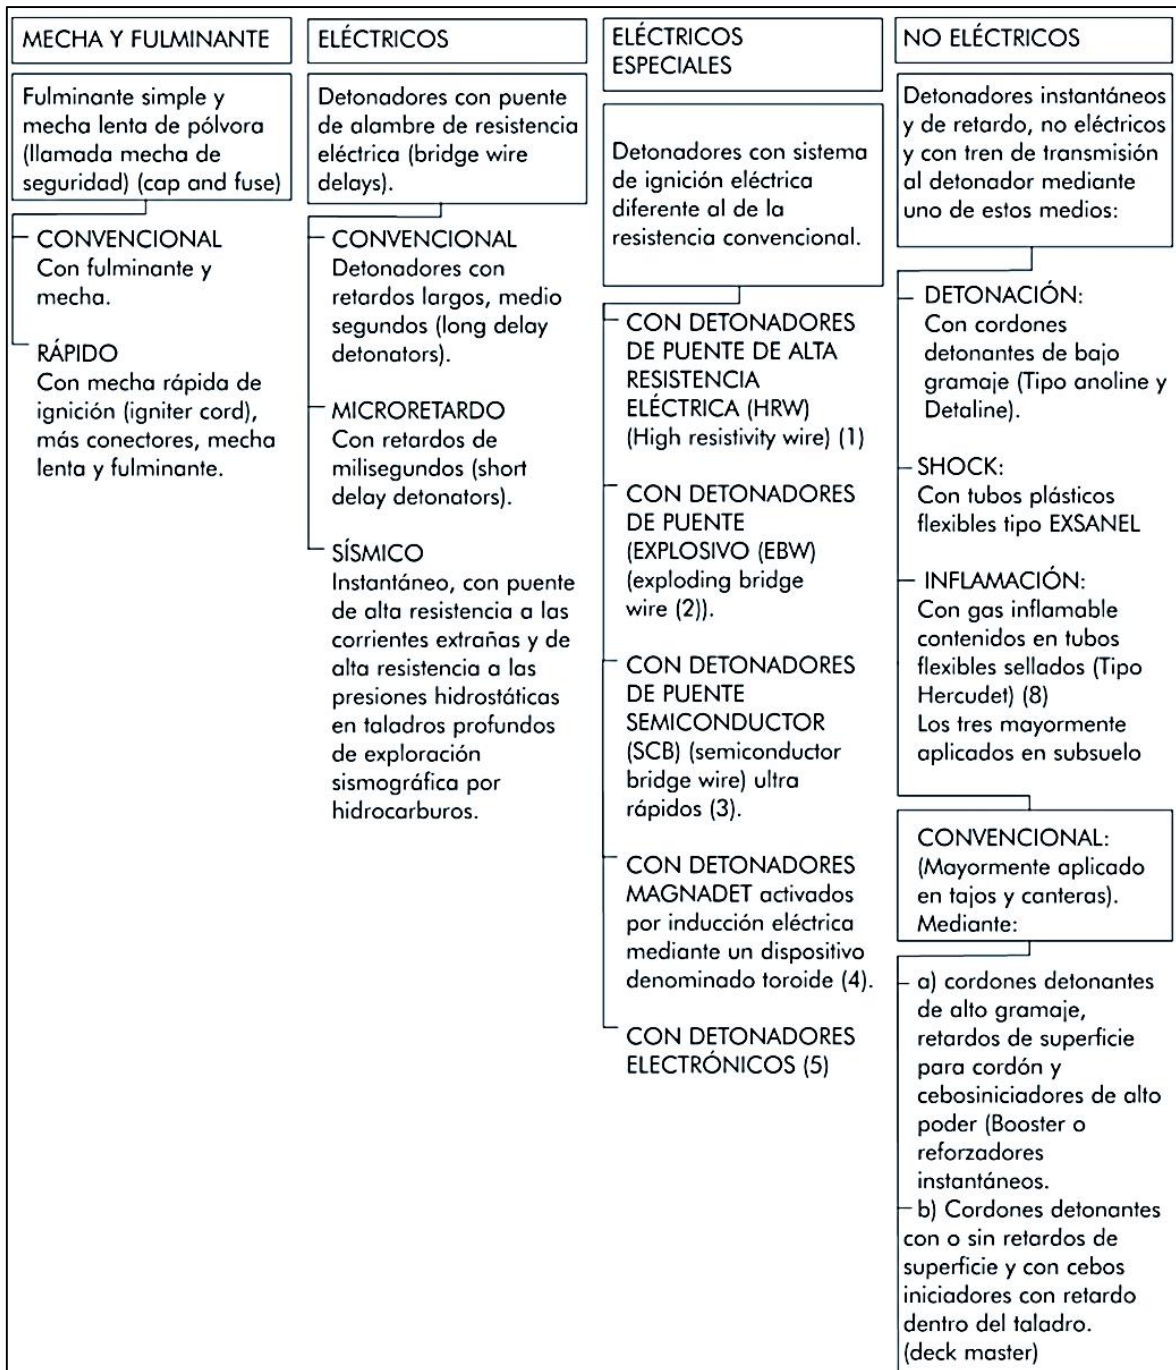 MECHA Y FULMINANTE
Fulminante simple y
mecha lenta de pólvora
(llamada mecha de
seguridad) (cap and fuse)
CONVENCIONAL
Con fulminante y
mecha.
RÁPIDO
Con mecha rápida de
ignición (igniter cord),
más conectores, mecha
lenta y fulminante.
ELÉCTRICOS
Detonadores con puente
de alambre de resistencia
eléctrica (bridge wire
delays).
CONVENCIONAL
Detonadores con
retardos largos, medio
segundos (long delay
detonators).
MICRORETARDO
Con retardos de
milisegundos (short
delay detonators).
SÍSMICO
Instantáneo, con puente
de alta resistencia a las
corrientes extrañas y de
alta resistencia a las
presiones hidrostáticas
en taladros profundos
de exploración
sismográfica por
hidrocarburos.
ELÉCTRICOS
ESPECIALES
Detonadores con sistema
de ignición eléctrica
diferente al de la
resistencia convencional.
CON DETONADORES
DE PUENTE DE ALTA
RESISTENCIA
ELÉCTRICA (HRW)
(High resistivity wire) (1)
CON DETONADORES
DE PUENTE
(EXPLOSIVO (EBW)
(exploding bridge
wire (2)).
CON DETONADORES
DE PUENTE
SEMICONDUCTOR
(SCB) (semiconductor
bridge wire) ultra
rápidos (3).
CON DETONADORES
MAGNADET activados
por inducción eléctrica
mediante un dispositivo
denominado toroide (4).
CON DETONADORES
ELECTRÓNICOS (5)
NO ELÉCTRICOS
Detonadores instantáneos
y de retardo, no eléctricos
y con tren de transmisión
al detonador mediante
uno de estos medios:
DETONACIÓN:
Con cordones
detonantes de bajo
gramaje (Tipo anoline y
Detaline).
SHOCK:
Con tubos plásticos
flexibles tipo EXSANEL
INFLAMACIÓN:
Con gas inflamable
contenidos en tubos
flexibles sellados (Tipo
Hercudet) (8)
Los tres mayormente
aplicados en subsuelo
CONVENCIONAL:
(Mayormente aplicado
en tajos y canteras).
Mediante:
a) cordones detonantes
de alto gramaje,
retardos de superficie
para cordón y
cebosiniciadores de alto
poder (Booster o
reforzadores
instantáneos.
b) Cordones detonantes
con o sin retardos de
superficie y con cebos
iniciadores con retardo
dentro del taladro.
(deck master)